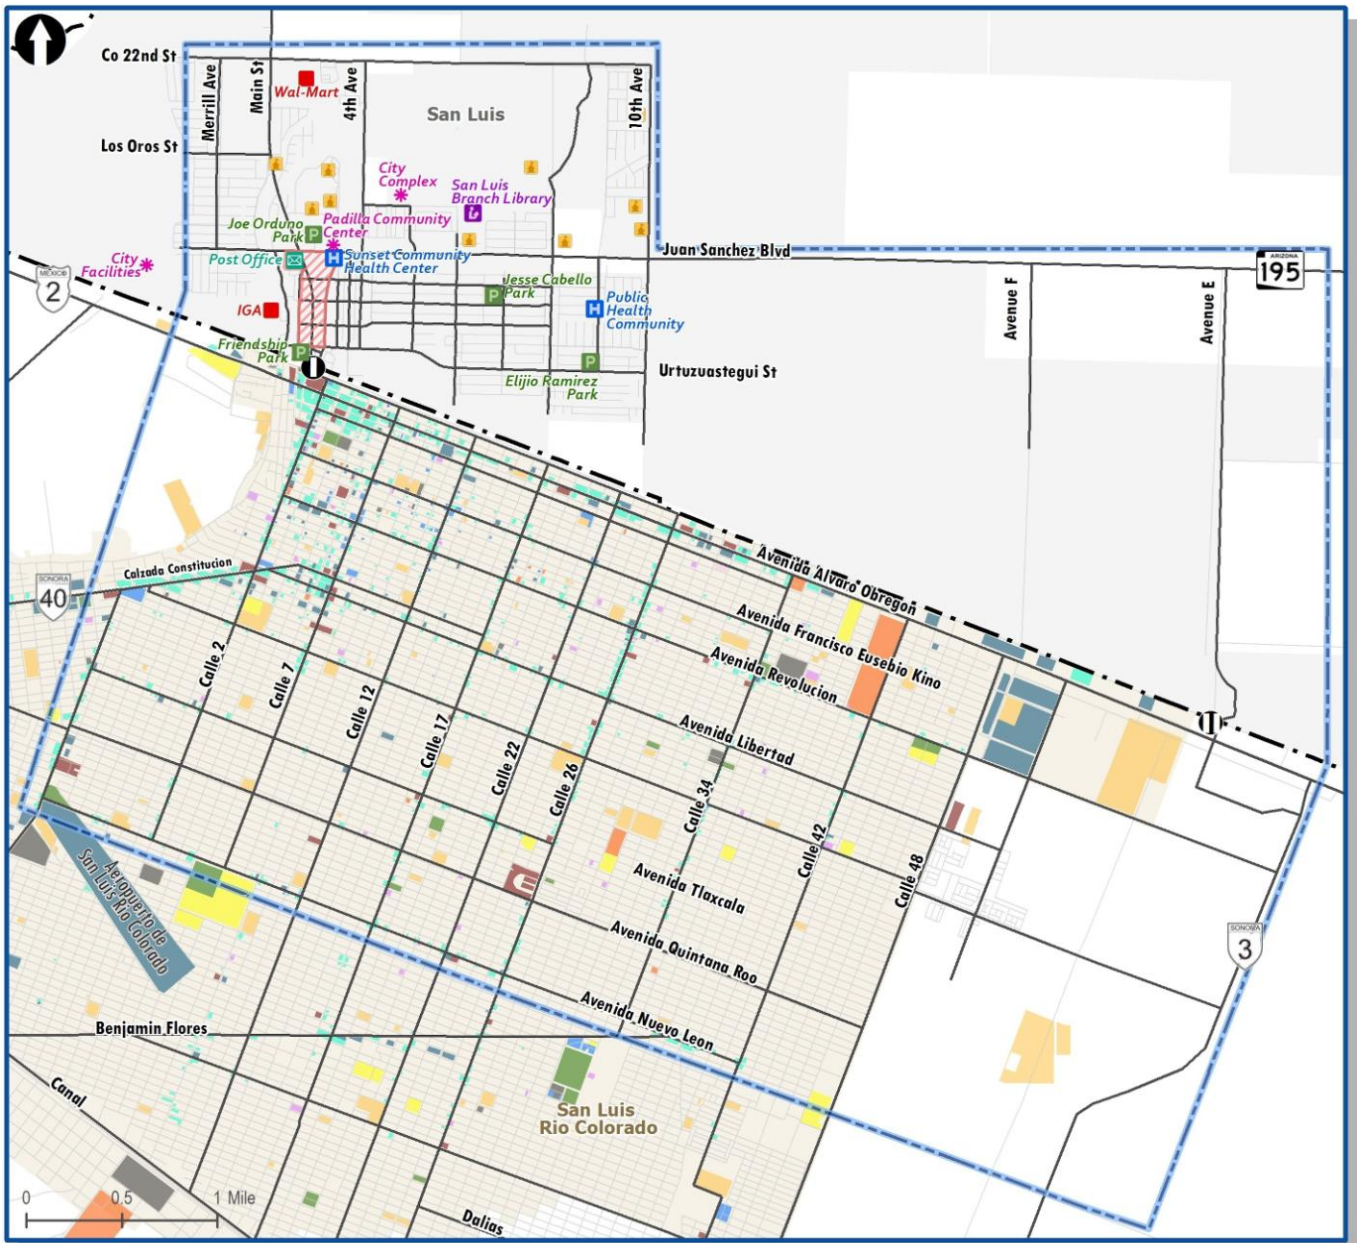 Co 22nd St
Merrill Ave
Main St
Wal-Mart
4th Ave
San Luis
10th Ave
Los Oros St
City
Complex
San Luis
Branch Library
Joe Orduno
Park
P
Padilla Community
Center
Post Office
H
Sunset Community
Health Center
City
Facilities
Juan Sanchez Blvd
ARIZONA
195
MÉXICO
2
IGA
Jesse Cabello
Park
P
H
Public
Health
Community
Avenue F
Avenue E
Friendship
Park
P
P
Elijio Ramirez
Park
Urtuzuastegui St
Calzada Constitucion
SONORA
40
Avenida Alvaro Obregon
Avenida Francisco Eusebio Kino
Avenida Revolucion
Avenida Libertad
Calle 2
Calle 7
Calle 12
Calle 17
Calle 22
Calle 26
Calle 34
Calle 42
Calle 48
Avenida Tlaxcala
Avenida Quintana Roo
Avenida Nuevo Leon
Aeropuerto de
San Luis Rio Colorado
SONORA
3
Benjamin Flores
Canal
San Luis
Rio Colorado
Dalias
0 0.5 1 Mile